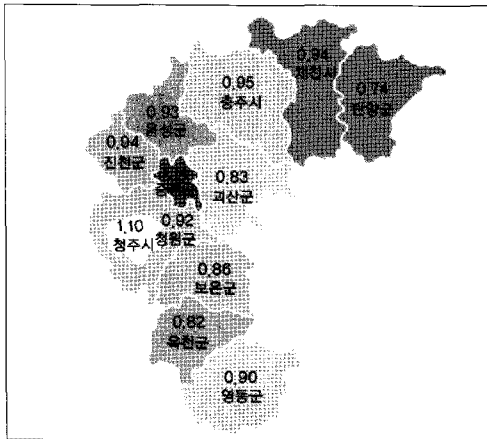 0.94
제천시
0.95
충주시
0.74
단양군
0.93
음성군
0.94
진천군
0.83
괴산군
1.10
청주시
0.92
청원군
0.86
보은군
0.82
옥천군
0.90
영동군